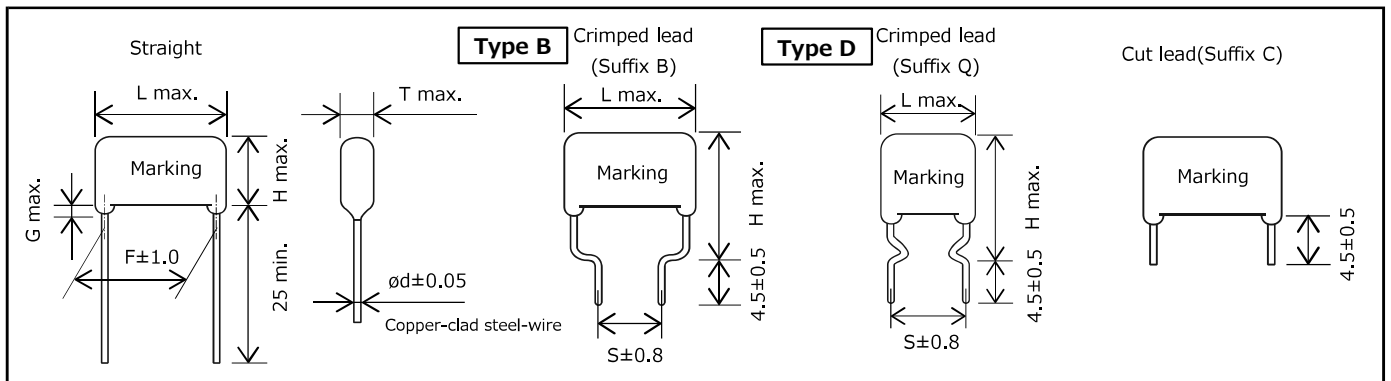 Straight
L max.
Marking
H max.
G max.
F±1.0
25 min.
T max.
ød±0.05
Copper-clad steel-wire
Type B
Crimped lead
(Suffix B)
L max.
Marking
H max.
4.5±0.5
S±0.8
Type D
Crimped lead
(Suffix Q)
L max.
Marking
H max.
4.5±0.5
S±0.8
Cut lead(Suffix C)
Marking
4.5±0.5